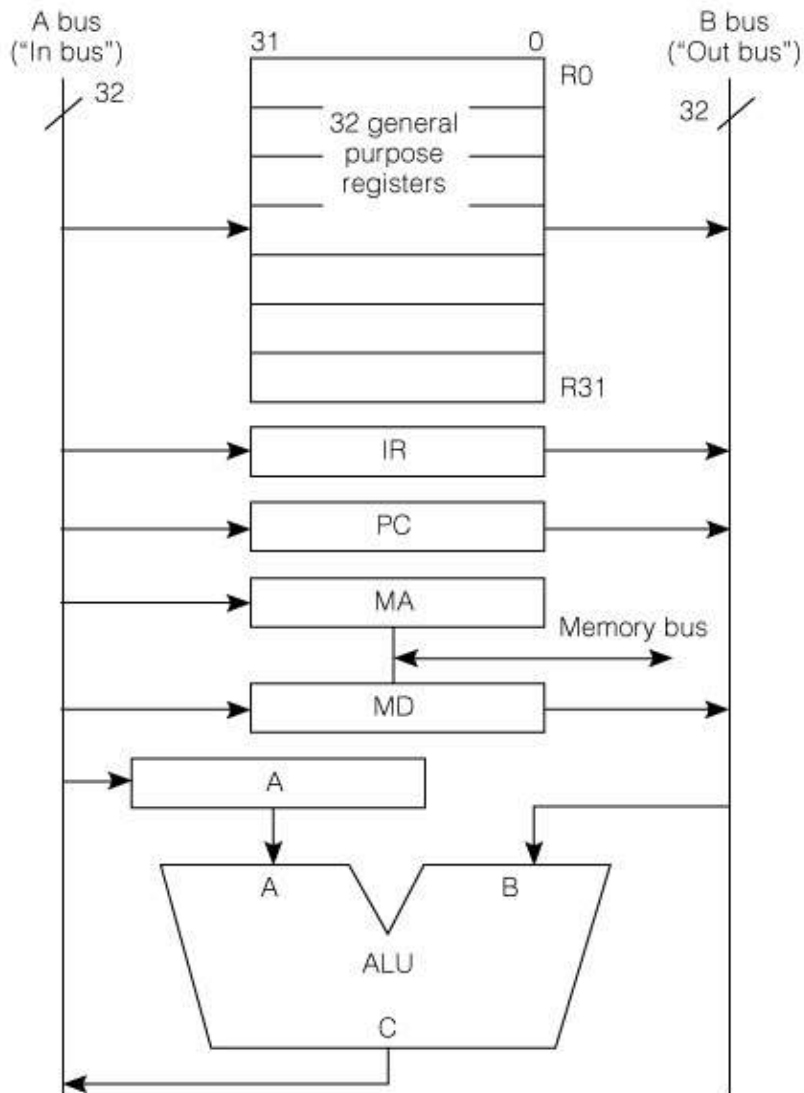 A bus
("In bus")
32
31
0
R0
32 general
purpose
registers
R31
B bus
("Out bus")
32
IR
PC
MA
Memory bus
MD
A
A
B
ALU
C